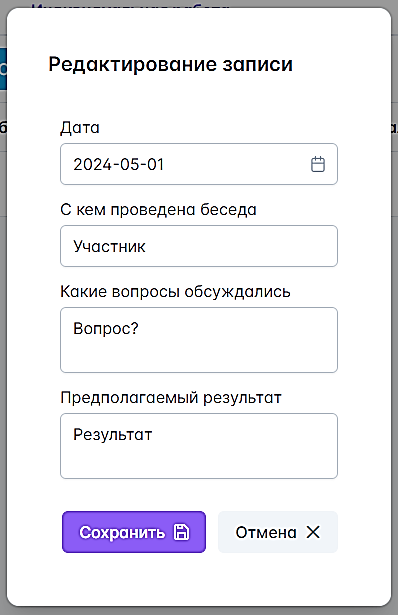 Редактирование записи
Дата
2024-05-01
С кем проведена беседа
Участник
Какие вопросы обсуждались
Вопрос?
Предполагаемый результат
Результат
Сохранить
Отмена